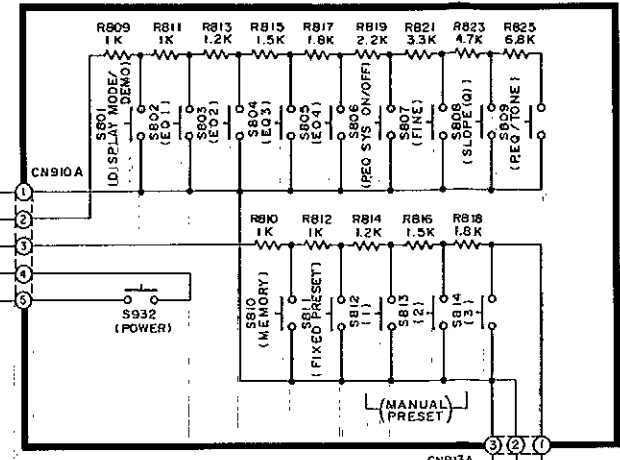 R809 R811 R813 R815 R817 R819 R821 R823 R825
1K 1K 1.2K 1.5K 1.8K 2.2K 3.3K 4.7K 6.8K
S801
(DISPLAY MODE/
DEMO)
S802
(EQ1)
S803
(EQ2)
S804
(EQ3)
S805
(EQ4)
S806
(PEQ SYS ON/OFF)
S807
(FINE)
S808
(SLOPE(Q))
S809
(P.EQ/TONE)
CN910A
1
2
3
4
5
R810 R812 R814 R816 R818
1K 1K 1.2K 1.5K 1.8K
S932
(POWER)
S810
(MEMORY)
S811
(FIXED PRESET)
S812
(1)
S813
(2)
S814
(3)
(MANUAL
PRESET)
3 2 1
CN913A